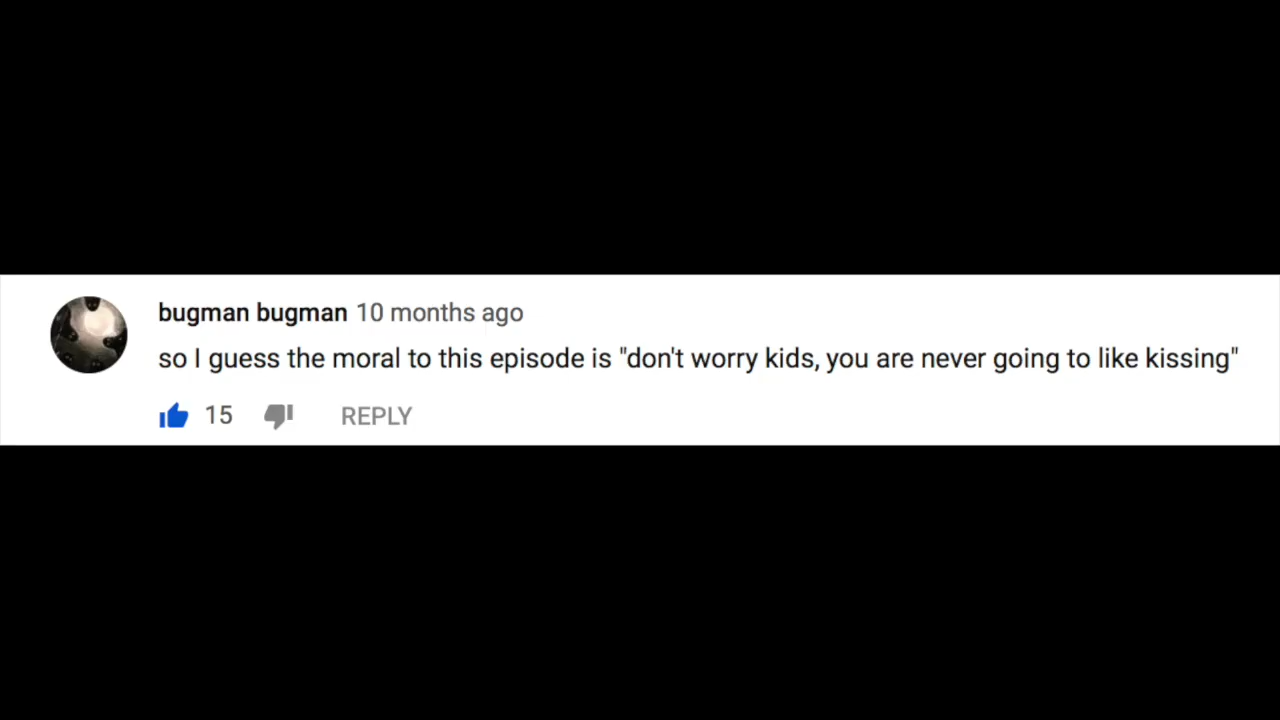 bugman bugman 10 months ago
so I guess the moral to this episode is "don't worry kids, you are never going to like kissing"
15 REPLY